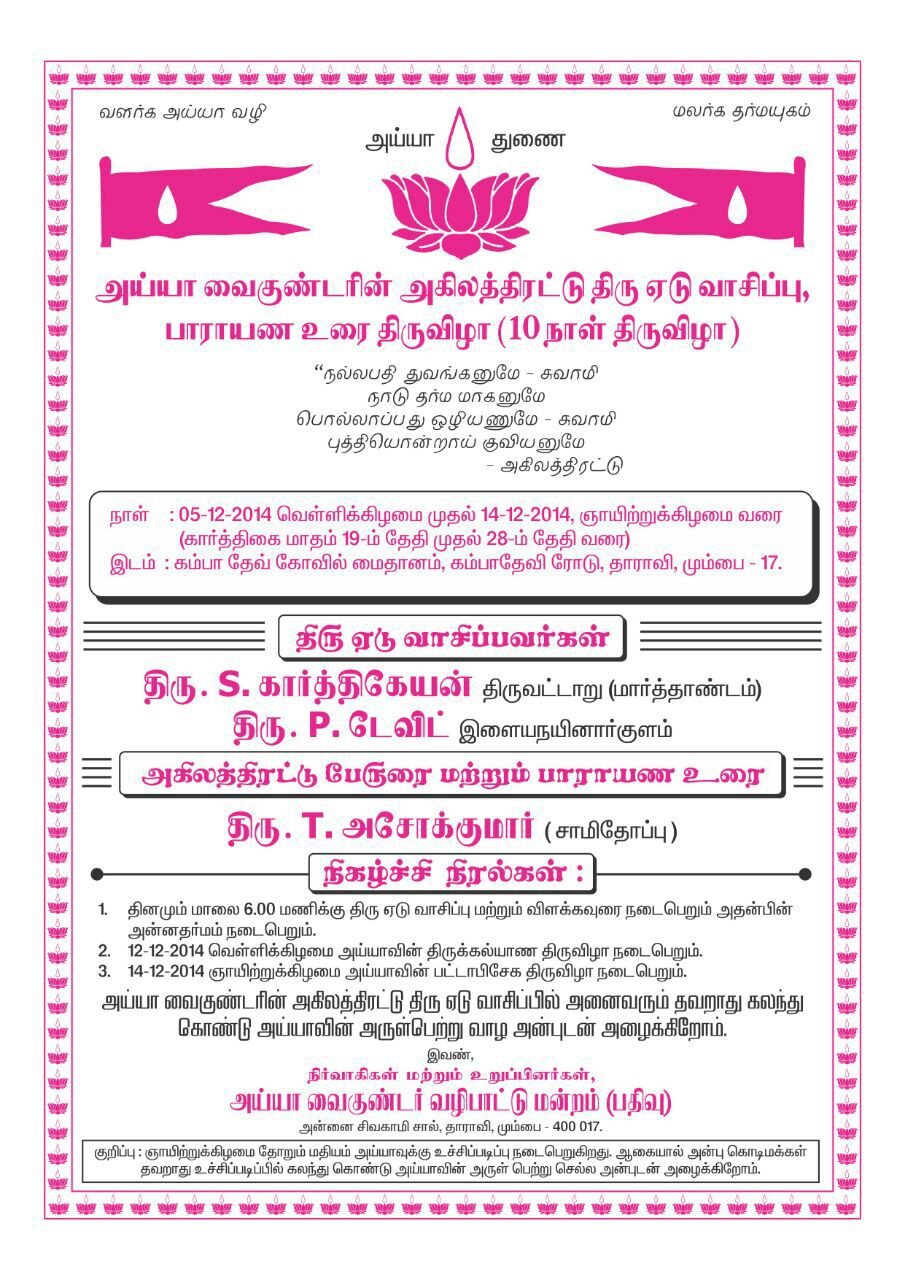 வளர்க அய்யா வழி
மலர்க தர்மயுகம்
அய்யா துணை
அய்யா வைகுண்டரின் அகிலத்திரட்டு திரு ஏடு வாசிப்பு,
பாராயண உரை திருவிழா (10 நாள் திருவிழா)
“நல்லபதி துவங்கனுமே - சுவாமி
நாடு தர்ம மாகனுமே
பொல்லாப்பது ஒழியணுமே - சுவாமி
புத்தியொன்றாய் குவியனுமே
- அகிலத்திரட்டு
நாள் : 05-12-2014 வெள்ளிக்கிழமை முதல் 14-12-2014, ஞாயிற்றுக்கிழமை வரை
(கார்த்திகை மாதம் 19-ம் தேதி முதல் 28-ம் தேதி வரை)
இடம் : கம்பா தேவ் கோவில் மைதானம், கம்பாதேவி ரோடு, தாராவி, மும்பை - 17.
திரு ஏடு வாசிப்பவர்கள்
திரு. S. கார்த்திகேயன் திருவட்டாறு (மார்த்தாண்டம்)
திரு. P. டேவிட் இளையநயினார்குளம்
அகிலத்திரட்டு பேருரை மற்றும் பாராயண உரை
திரு. T. அசோக்குமார் (சாமிதோப்பு)
நிகழ்ச்சி நிரல்கள் :
1. தினமும் மாலை 6.00 மணிக்கு திரு ஏடு வாசிப்பு மற்றும் விளக்கவுரை நடைபெறும் அதன்பின்
அன்னதர்மம் நடைபெறும்.
2. 12-12-2014 வெள்ளிக்கிழமை அய்யாவின் திருக்கல்யாண திருவிழா நடைபெறும்.
3. 14-12-2014 ஞாயிற்றுக்கிழமை அய்யாவின் பட்டாபிசேக திருவிழா நடைபெறும்.
அய்யா வைகுண்டரின் அகிலத்திரட்டு திரு ஏடு வாசிப்பில் அனைவரும் தவறாது கலந்து
கொண்டு அய்யாவின் அருள்பெற்று வாழ அன்புடன் அழைக்கிறோம்.
இவண்,
நிர்வாகிகள் மற்றும் உறுப்பினர்கள்,
அய்யா வைகுண்டர் வழிபாட்டு மன்றம் (பதிவு)
அன்னை சிவகாமி சால், தாராவி, மும்பை - 400 017.
குறிப்பு : ஞாயிற்றுக்கிழமை தோறும் மதியம் அய்யாவுக்கு உச்சிப்படிப்பு நடைபெறுகிறது. ஆகையால் அன்பு கொடிமக்கள்
தவறாது உச்சிப்படிப்பில் கலந்து கொண்டு அய்யாவின் அருள் பெற்று செல்ல அன்புடன் அழைக்கிறோம்.